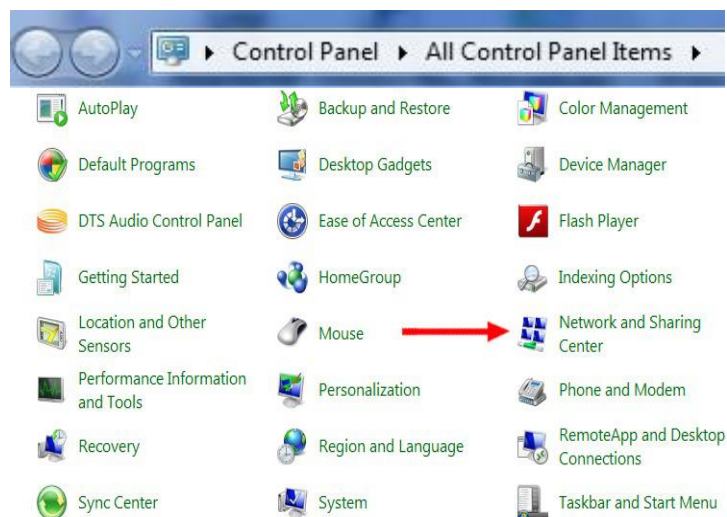 Control Panel ▸ All Control Panel Items ▸
AutoPlay
Backup and Restore
Color Management
Default Programs
Desktop Gadgets
Device Manager
DTS Audio Control Panel
Ease of Access Center
Flash Player
Getting Started
HomeGroup
Indexing Options
Location and Other
Sensors
Mouse
Network and Sharing
Center
Performance Information
and Tools
Personalization
Phone and Modem
Recovery
Region and Language
RemoteApp and Desktop
Connections
Sync Center
System
Taskbar and Start Menu